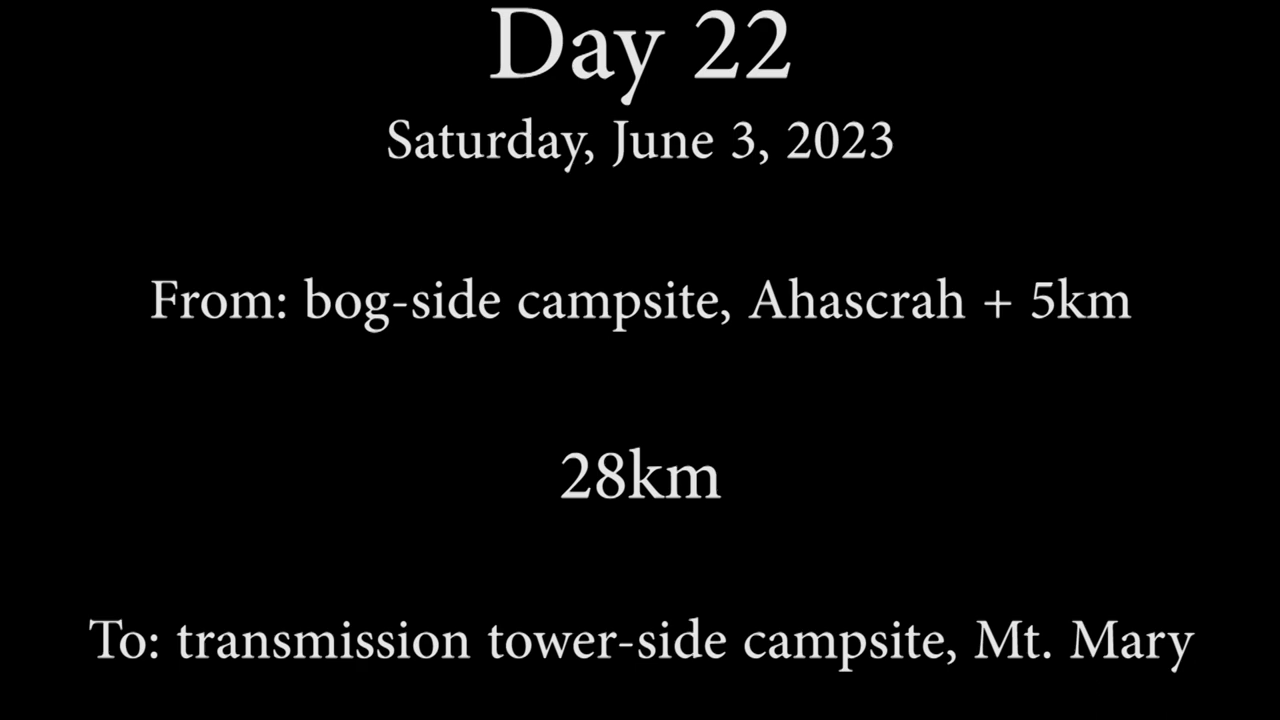 Day 22
Saturday, June 3, 2023
From: bog-side campsite, Ahascrah + 5km
28km
To: transmission tower-side campsite, Mt. Mary